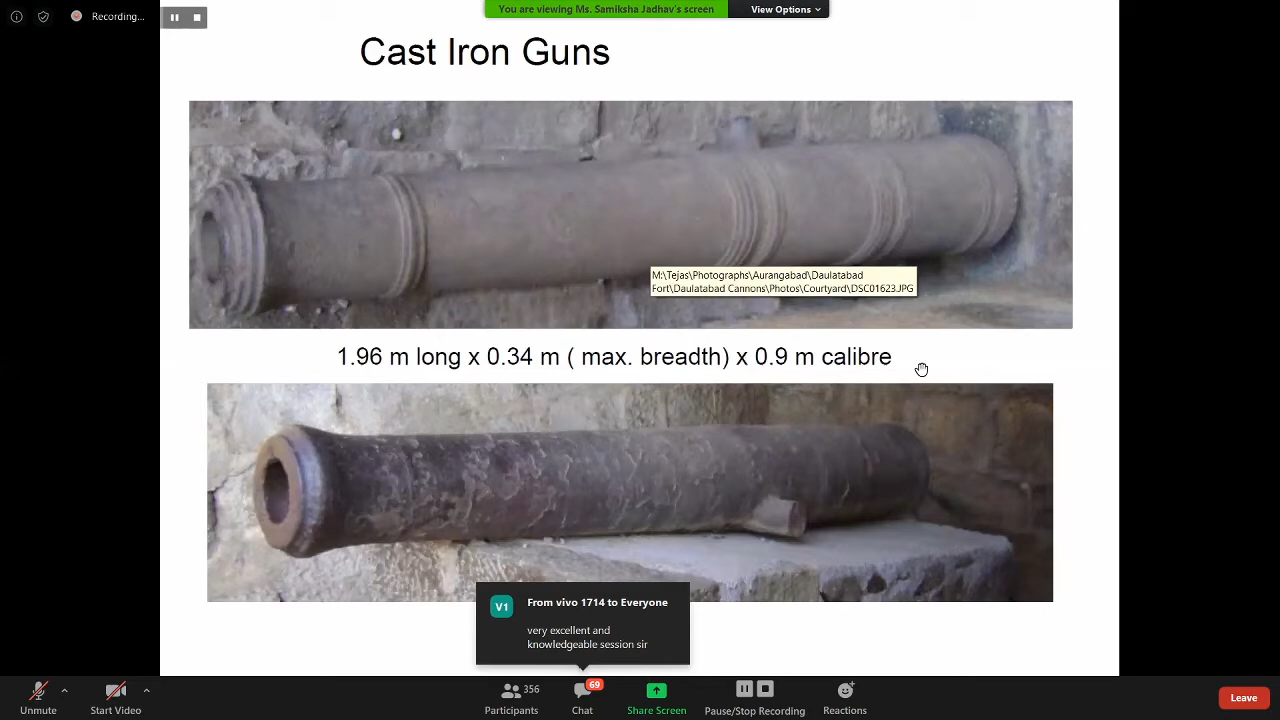 Recording...
You are viewing Ms. Samiksha Jadhav's screen
View Options
Cast Iron Guns
M:\Tejas\Photographs\Aurangabad\Daulatabad
Fort\Daulatabad Cannons\Photos\Courtyard\DSC01623.JPG
1.96 m long x 0.34 m ( max. breadth) x 0.9 m calibre
V1
From vivo 1714 to Everyone
very excellent and
knowledgeable session sir
Unmute
Start Video
356
Participants
69
Chat
Share Screen
Pause/Stop Recording
Reactions
Leave